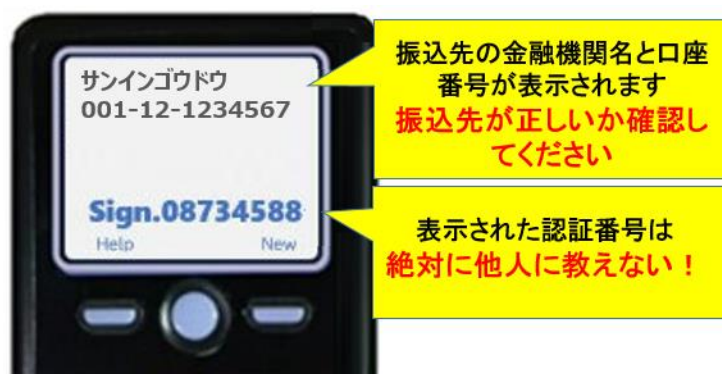 サンインゴウドウ
001-12-1234567
Sign.08734588
Help
New
振込先の金融機関名と口座
番号が表示されます
振込先が正しいか確認し
てください
表示された認証番号は
絶対に他人に教えない！